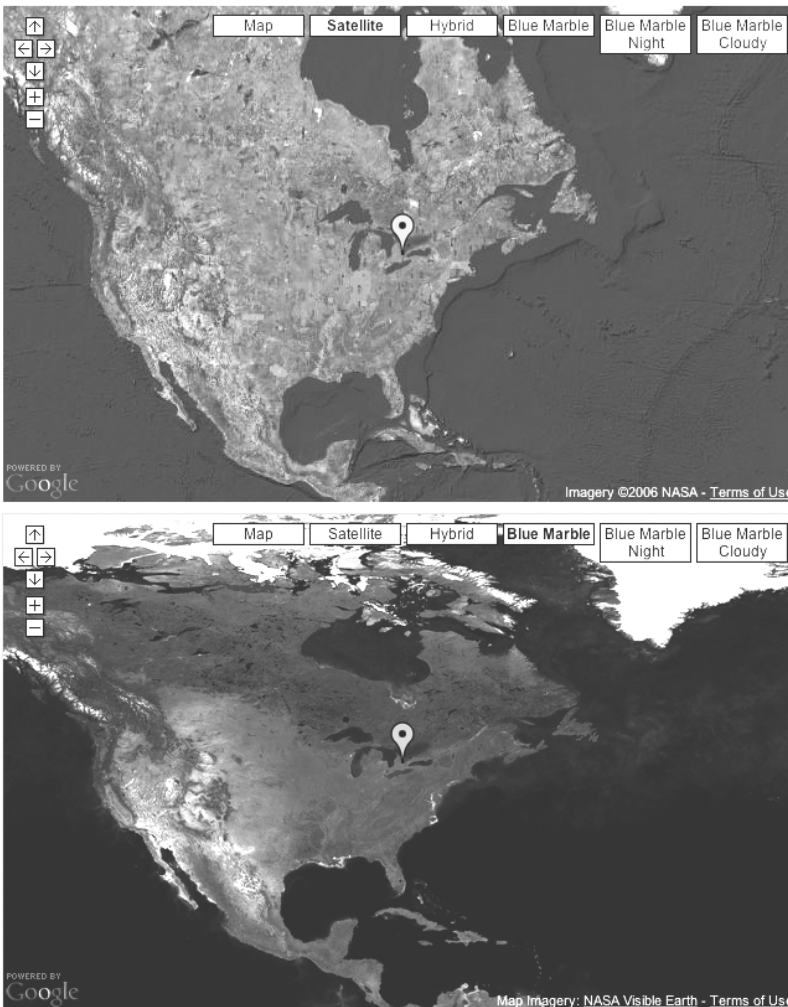 Map Satellite Hybrid Blue Marble Blue Marble Night Blue Marble Cloudy
POWERED BY
Google
Imagery ©2006 NASA - Terms of Use
Map Satellite Hybrid Blue Marble Blue Marble Night Blue Marble Cloudy
POWERED BY
Google
Map Imagery: NASA Visible Earth - Terms of Use